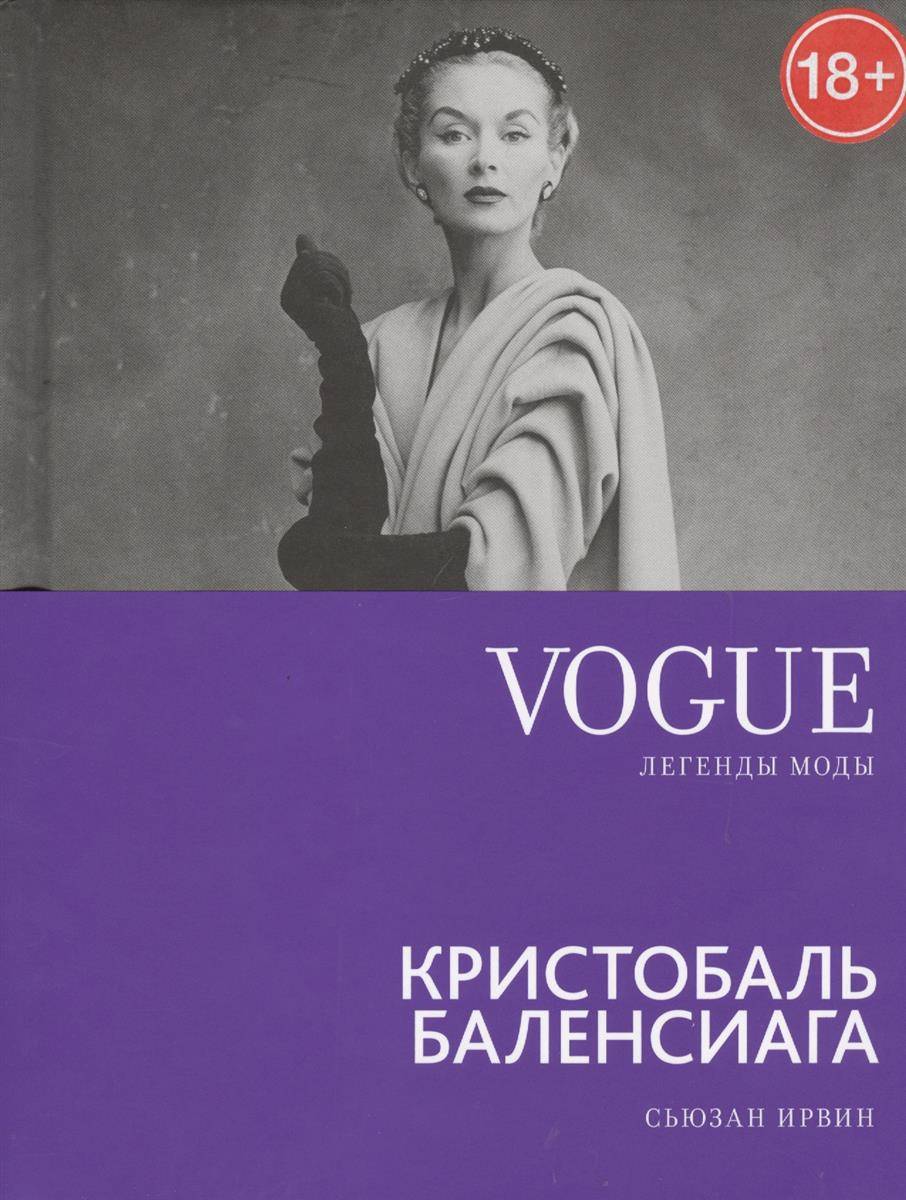 18+
VOGUE
ЛЕГЕНДЫ МОДЫ
КРИСТОБАЛЬ
БАЛЕНСИАГА
СЬЮЗАН ИРВИН